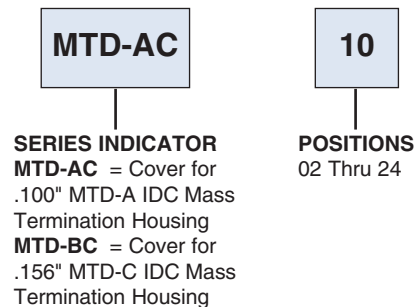 MTD-AC
10
SERIES INDICATOR
MTD-AC = Cover for
.100" MTD-A IDC Mass
Termination Housing
MTD-BC = Cover for
.156" MTD-C IDC Mass
Termination Housing
POSITIONS
02 Thru 24